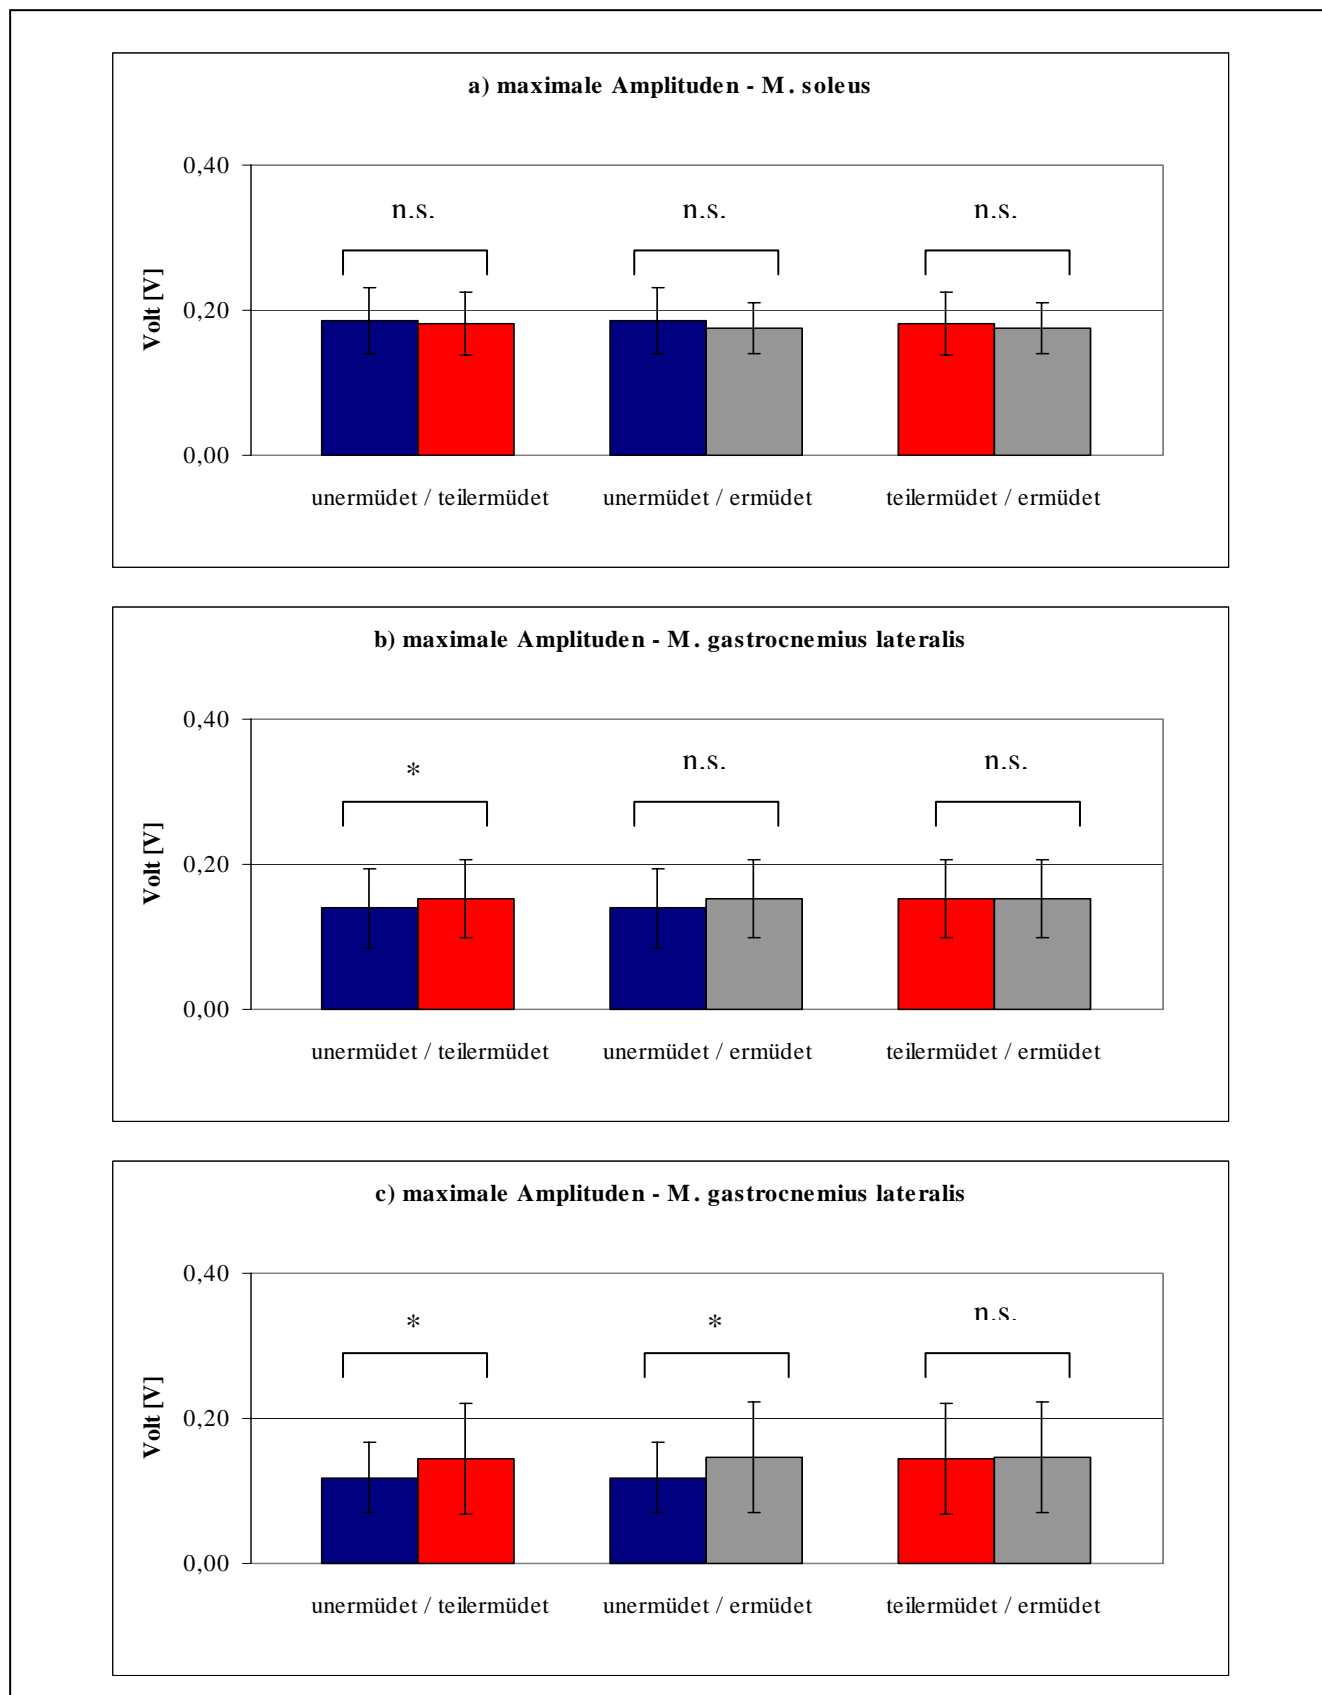 a) maximale Amplituden - M. soleus
0,40
n.s. n.s. n.s.
Volt [V]
0,20
0,00
unermüdet / teilermüdet unermüdet / ermüdet teilermüdet / ermüdet
b) maximale Amplituden - M. gastrocnemius lateralis
0,40
* n.s. n.s.
Volt [V]
0,20
0,00
unermüdet / teilermüdet unermüdet / ermüdet teilermüdet / ermüdet
c) maximale Amplituden - M. gastrocnemius lateralis
0,40
* * n.s.
Volt [V]
0,20
0,00
unermüdet / teilermüdet unermüdet / ermüdet teilermüdet / ermüdet